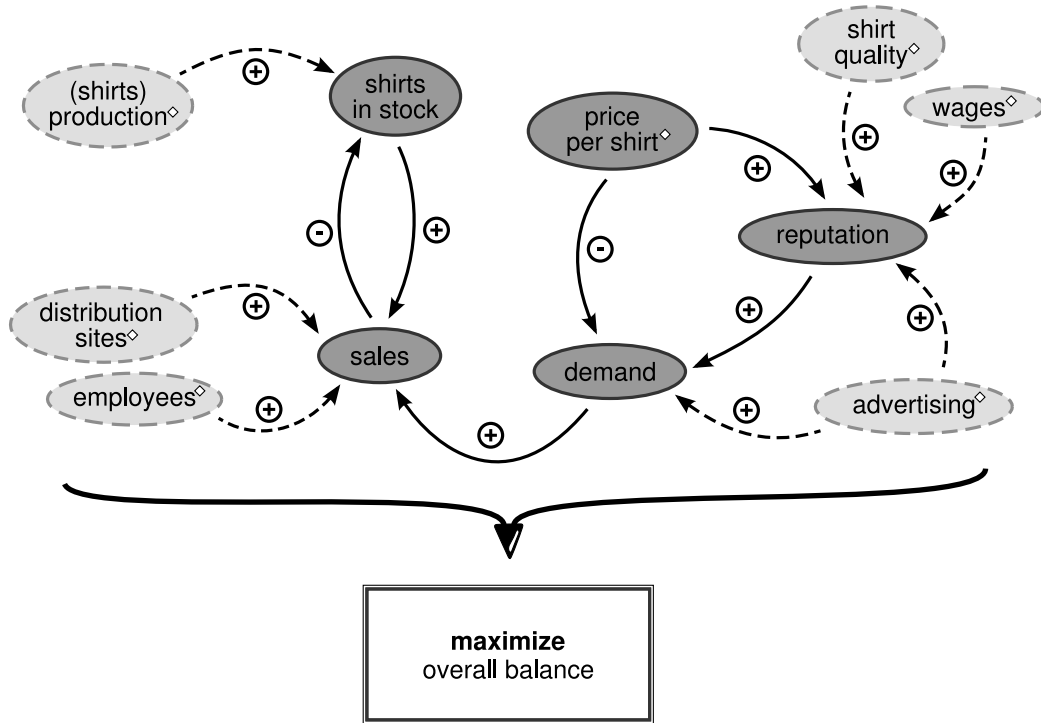 (shirts)
production◇
+
shirts
in stock
shirt
quality◇
wages◇
price
per shirt◇
+
+
+
-
+
reputation
-
distribution
sites◇
+
+
+
sales
demand
employees◇
+
+
+
advertising◇
+
maximize
overall balance